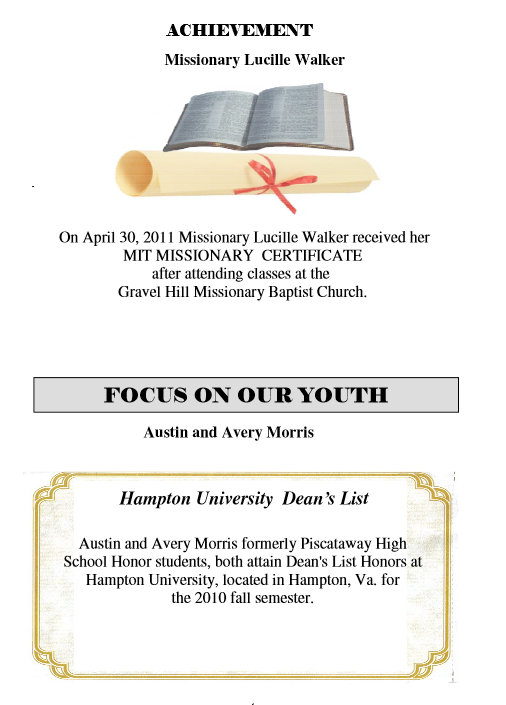 ACHIEVEMENT
Missionary Lucille Walker
On April 30, 2011 Missionary Lucille Walker received her
MIT MISSIONARY CERTIFICATE
after attending classes at the
Gravel Hill Missionary Baptist Church.
FOCUS ON OUR YOUTH
Austin and Avery Morris
Hampton University Dean's List
Austin and Avery Morris formerly Piscataway High
School Honor students, both attain Dean's List Honors at
Hampton University, located in Hampton, Va. for
the 2010 fall semester.